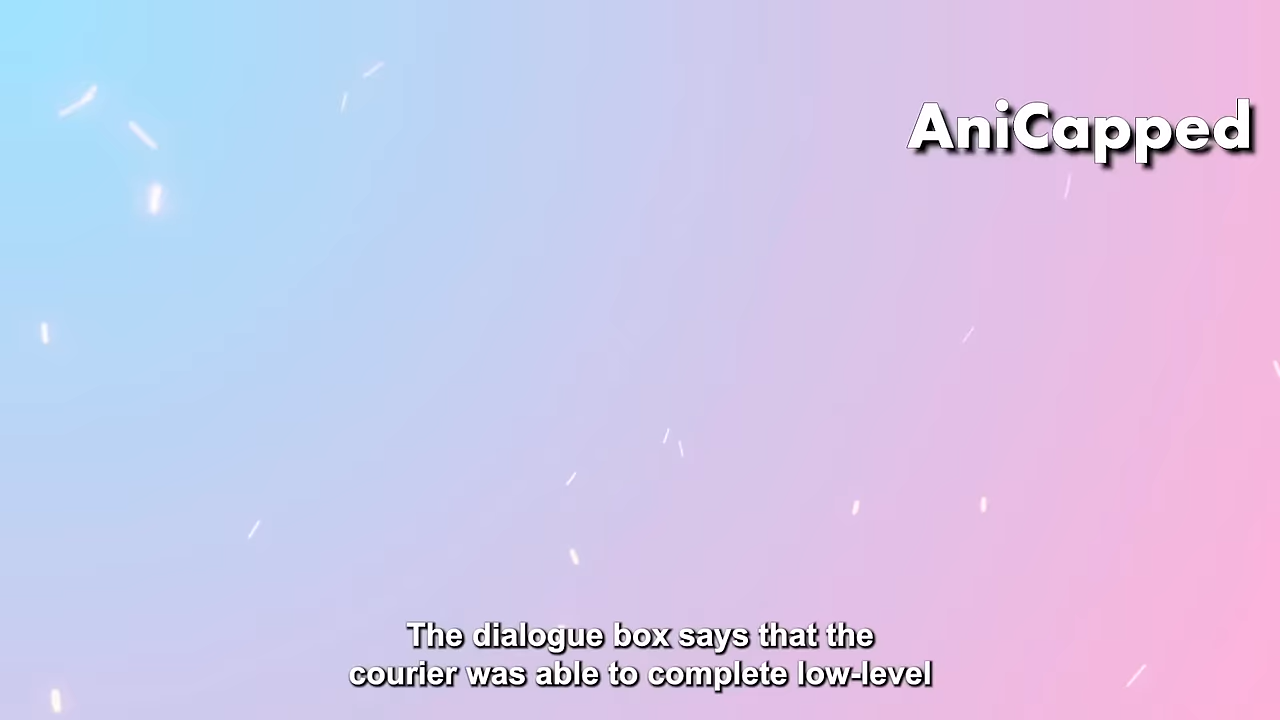 AniCapped
The dialogue box says that the
courier was able to complete low-level